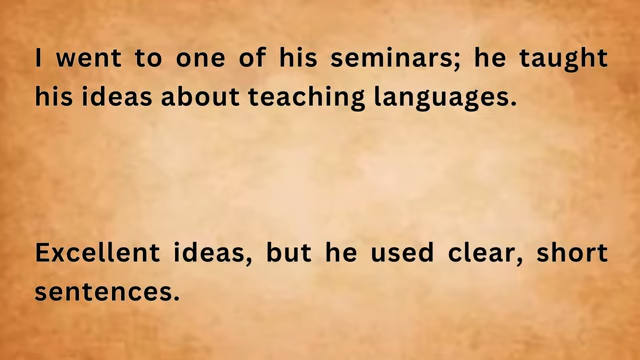 I went to one of his seminars; he taught
his ideas about teaching languages.
Excellent ideas, but he used clear, short
sentences.